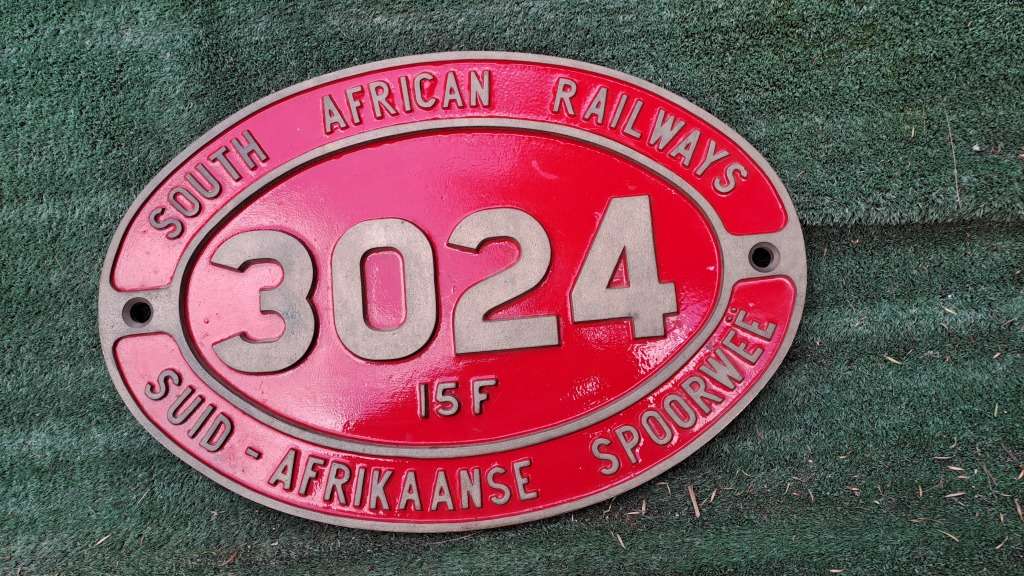 SOUTH AFRICAN RAILWAYS
3024
15F
SUID-AFRIKAANSE SPOORWEË